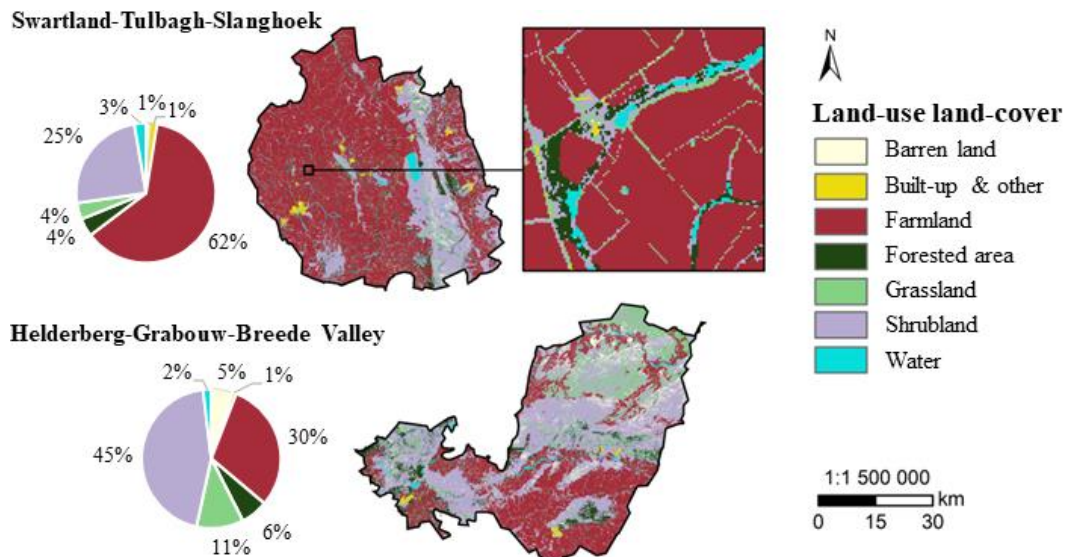 Swartland-Tulbagh-Slanghoek
3% 1% 1%
25%
4%
4%
62%
Helderberg-Grabouw-Breede Valley
2% 5% 1%
45%
30%
6%
11%
N
Land-use land-cover
Barren land
Built-up & other
Farmland
Forested area
Grassland
Shrubland
Water
1:1 500 000
km
0 15 30